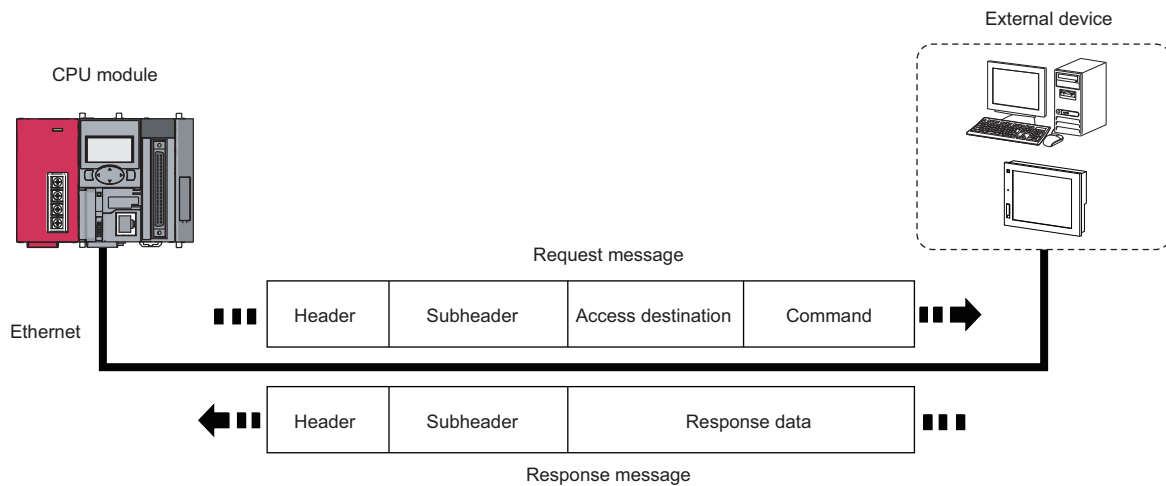 External device
CPU module
Request message
Header Subheader Access destination Command
Ethernet
Header Subheader Response data
Response message